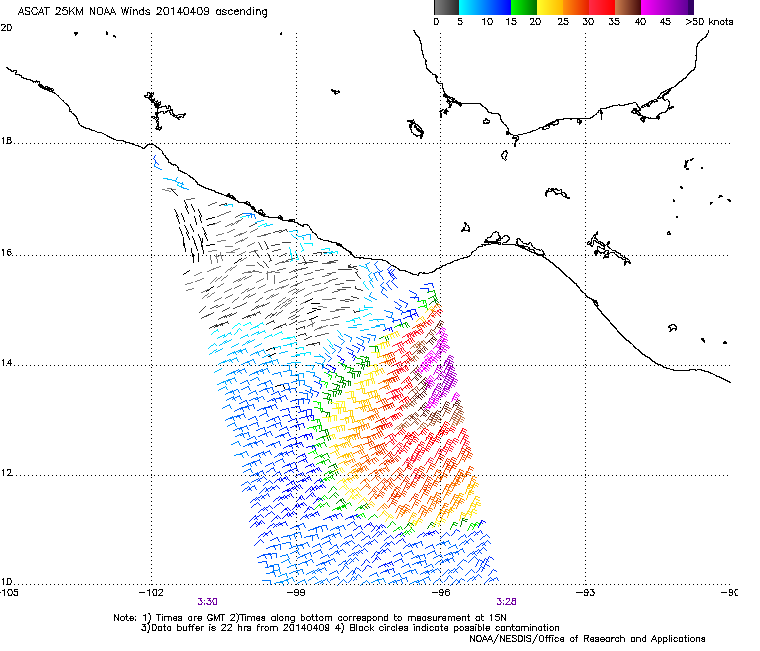 ASCAT 25KM NOAA Winds 20140409 ascending
0 5 10 15 20 25 30 35 40 45 >50 knots
20
18
16
14
12
10
-105 -102 -99 -96 -93 -90
3:30 3:28
Note: 1) Times are GMT 2)Times along bottom correspond to measurement at 15N
3)Data buffer is 22 hrs from 20140409 4) Black circles indicate possible contamination
NOAA/NESDIS/Office of Research and Applications